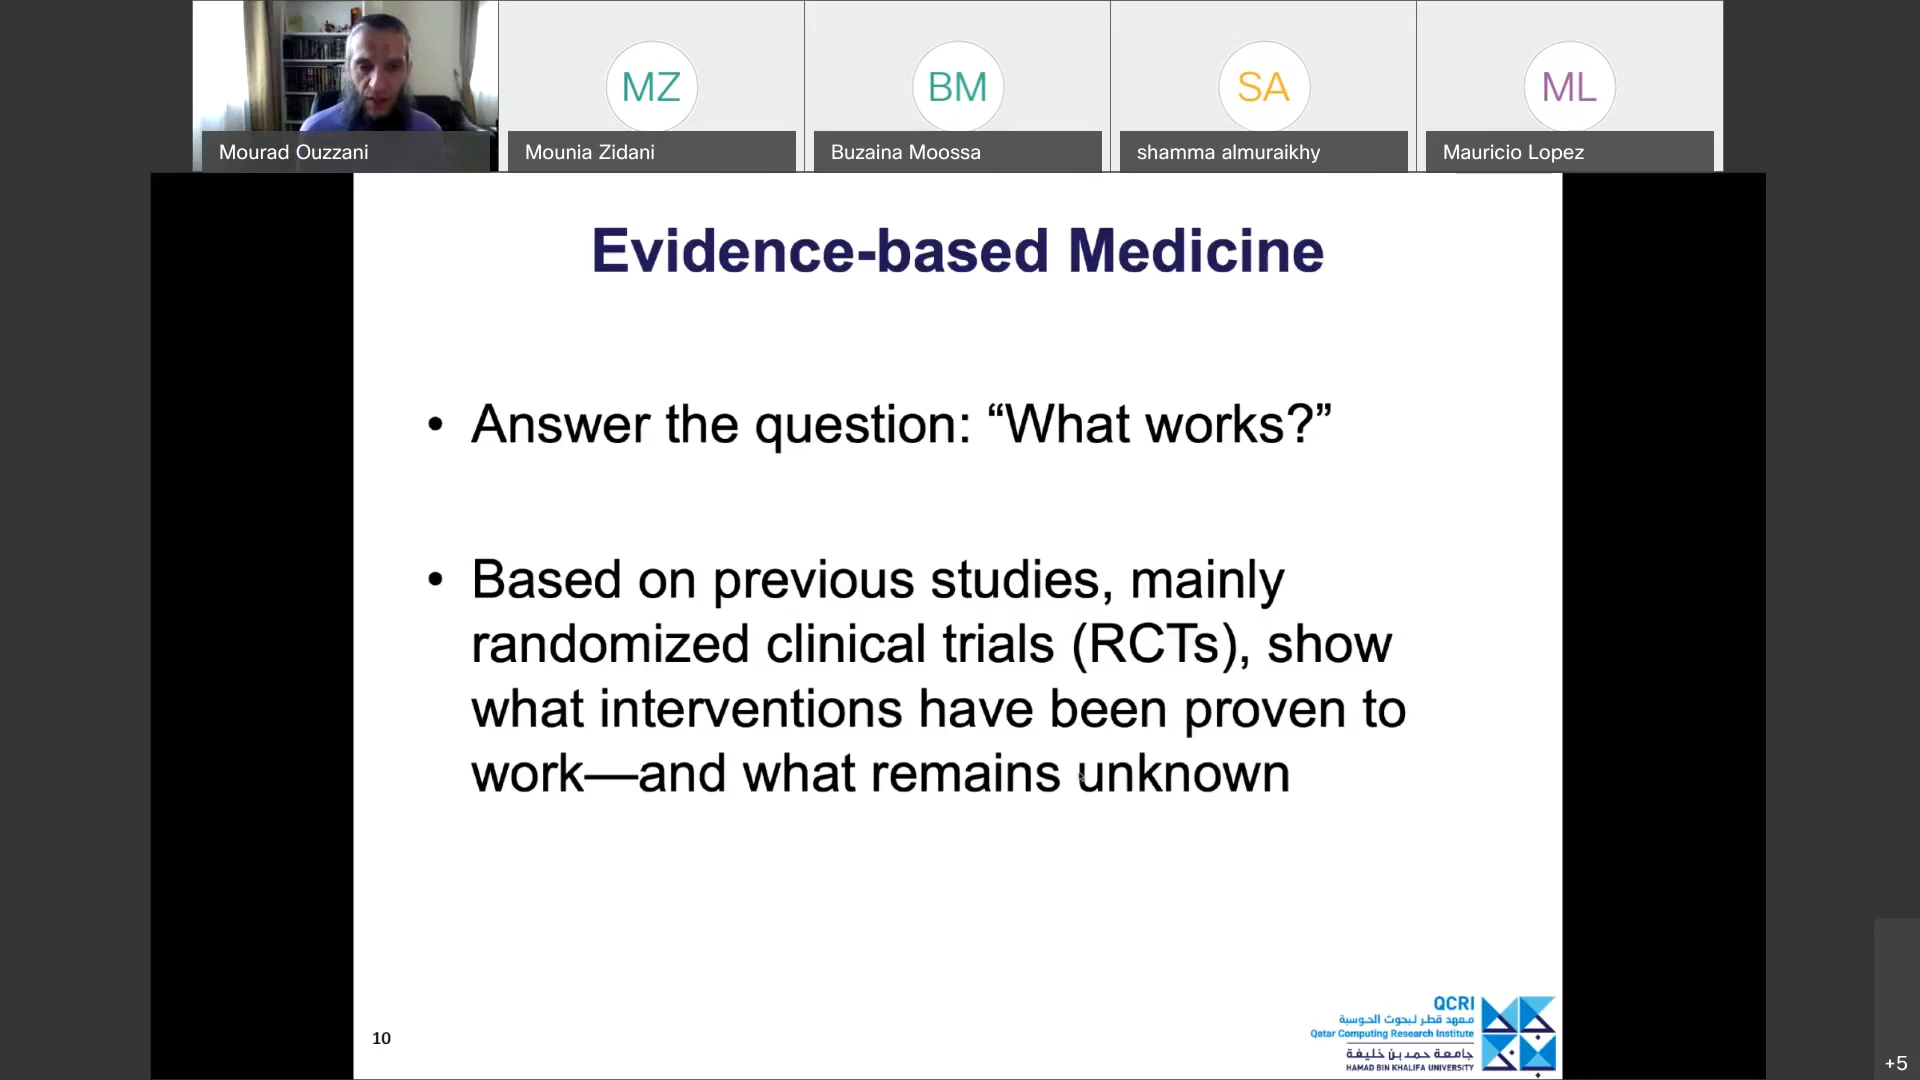 MZ
BM
SA
ML
Mourad Ouzzani
Mounia Zidani
Buzaina Moossa
shamma almuraikhy
Mauricio Lopez
Evidence-based Medicine
• Answer the question: “What works?”
• Based on previous studies, mainly
randomized clinical trials (RCTs), show
what interventions have been proven to
work—and what remains unknown
10
QCRI
معهد قطر لبحوث الحوسبة
Qatar Computing Research Institute
جامعة حمد بن خليفة
HAMAD BIN KHALIFA UNIVERSITY
+5